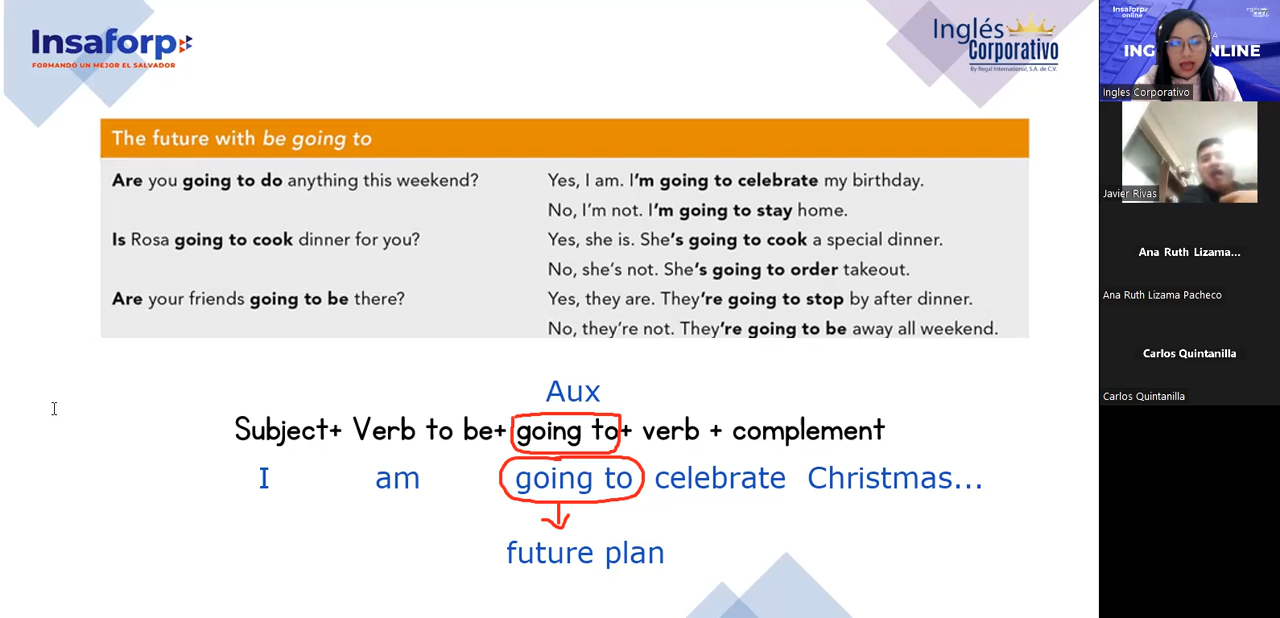 Insaforp
FORMANDO UN MEJOR EL SALVADOR
Inglés
Corporativo
By Regal International, S.A. de C.V.
The future with be going to
Are you going to do anything this weekend? Yes, I am. I'm going to celebrate my birthday.
No, I'm not. I'm going to stay home.
Is Rosa going to cook dinner for you? Yes, she is. She's going to cook a special dinner.
No, she's not. She's going to order takeout.
Are your friends going to be there? Yes, they are. They're going to stop by after dinner.
No, they're not. They're going to be away all weekend.
Aux
Subject+ Verb to be+ going to+ verb + complement
I am going to celebrate Christmas...
future plan
Insaforp
online
ING NLINE
Ingles Corporativo
Javier Rivas
Ana Ruth Lizama...
Ana Ruth Lizama Pacheco
Carlos Quintanilla
Carlos Quintanilla